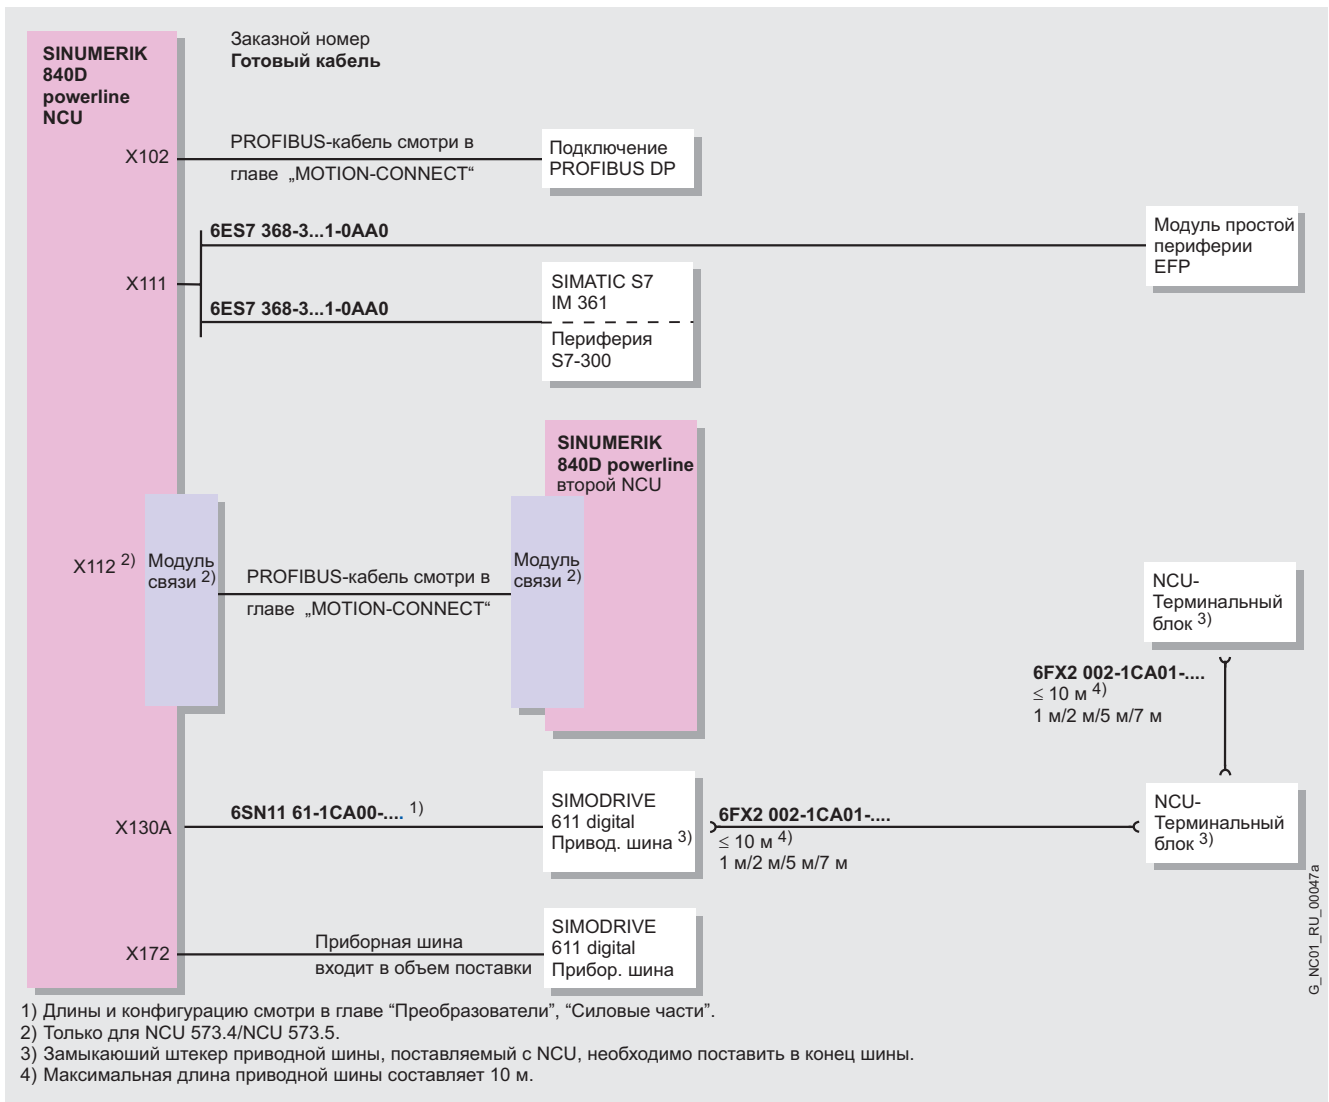 SINUMERIK
840D
powerline
NCU
Заказной номер
Готовый кабель
X102
PROFIBUS-кабель смотри в
главе „MOTION-CONNECT“
Подключение
PROFIBUS DP
X111
6ES7 368-3...1-0AA0
Модуль простой
периферии
EFP
6ES7 368-3...1-0AA0
SIMATIC S7
IM 361
Периферия
S7-300
SINUMERIK
840D powerline
второй NCU
X112 2)
Модуль
связи 2)
PROFIBUS-кабель смотри в
главе „MOTION-CONNECT“
Модуль
связи 2)
NCU-
Терминальный
блок 3)
6FX2 002-1CA01-....
≤ 10 м 4)
1 м/2 м/5 м/7 м
X130A
6SN11 61-1CA00-.... 1)
SIMODRIVE
611 digital
Привод. шина 3)
6FX2 002-1CA01-....
≤ 10 м 4)
1 м/2 м/5 м/7 м
NCU-
Терминальный
блок 3)
X172
Приборная шина
входит в объем поставки
SIMODRIVE
611 digital
Прибор. шина
G_NC01_RU_00047a
1) Длины и конфигурацию смотри в главе “Преобразователи”, “Силовые части”.
2) Только для NCU 573.4/NCU 573.5.
3) Замыкаюший штекер приводной шины, поставляемый с NCU, необходимо поставить в конец шины.
4) Максимальная длина приводной шины составляет 10 м.